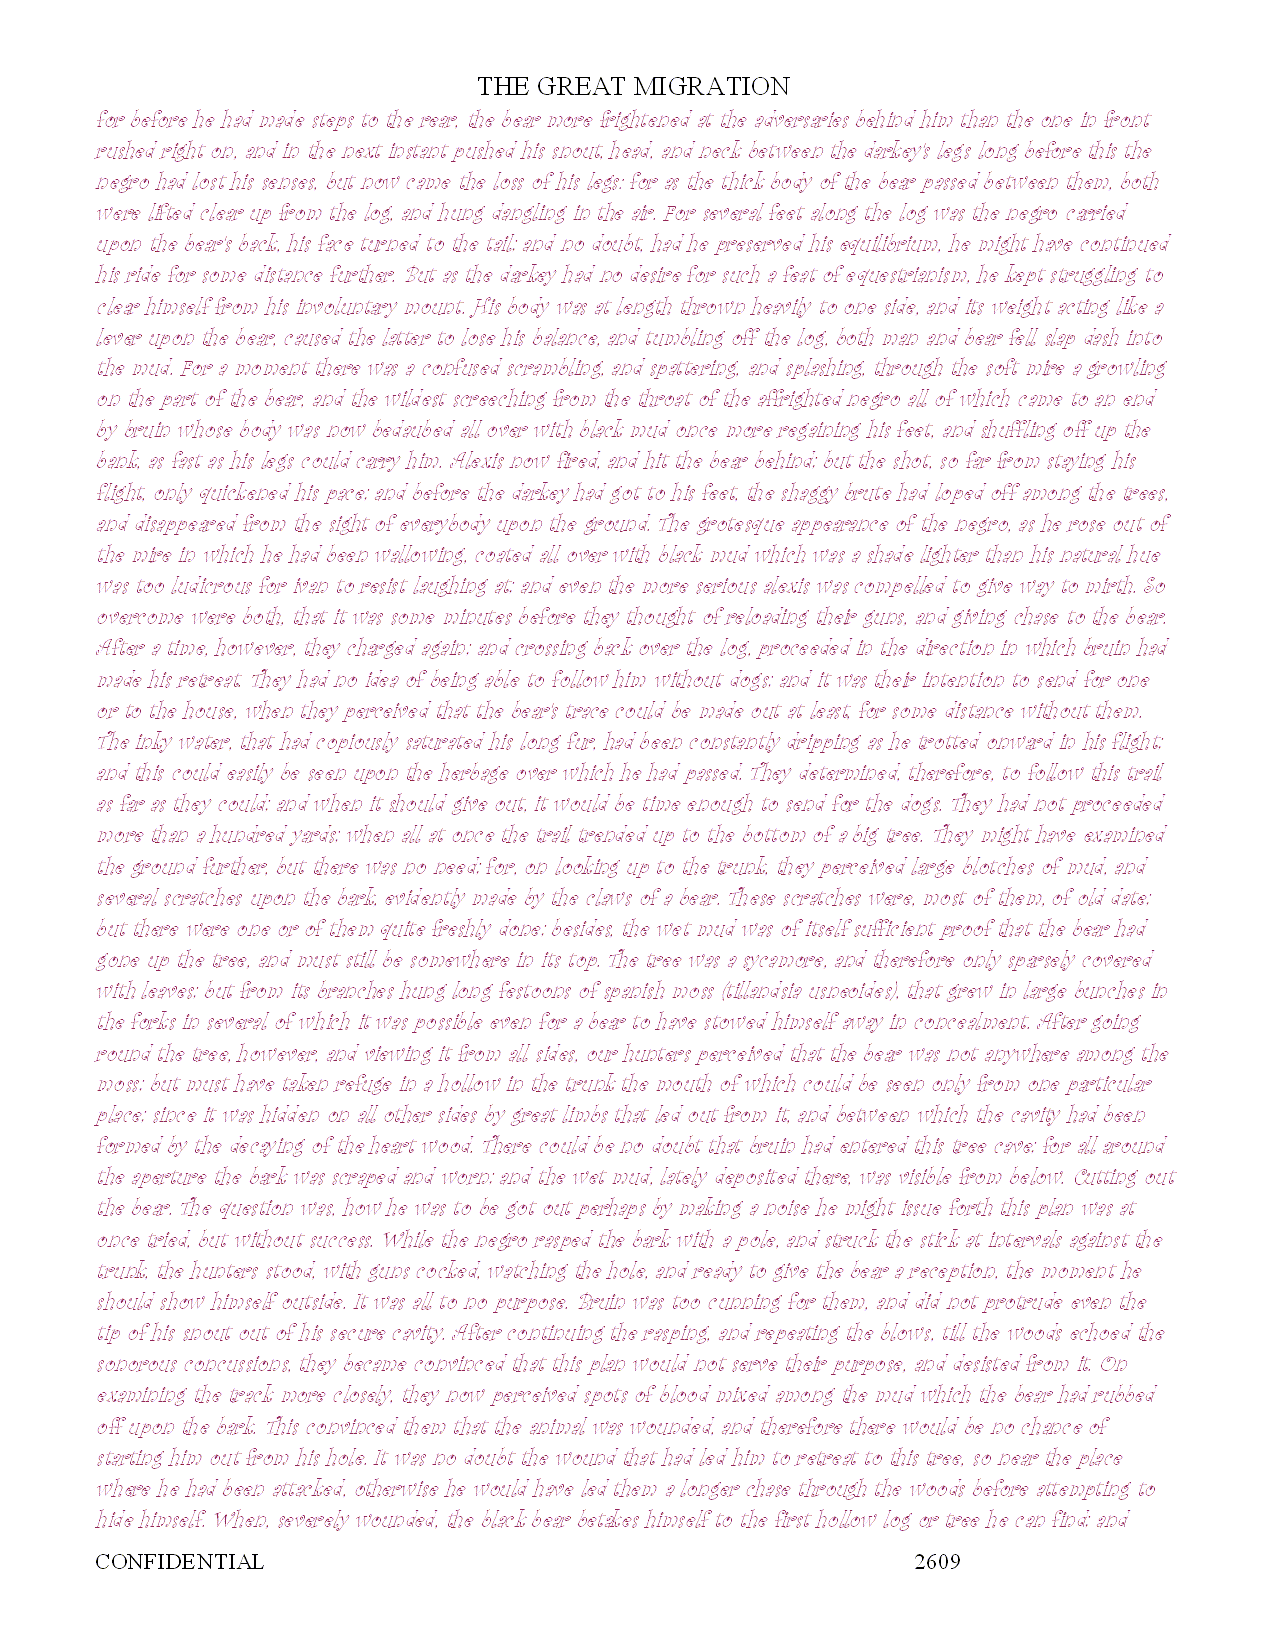 THE GREAT MIGRATION
for before he had made steps to the rear, the bear more frightened at the adversaries behind him than the one in front
rushed right on, and in the next instant pushed his snout, head, and neck between the darkey's legs long before this the
negro had lost his senses, but now came the loss of his legs: for as the thick body of the bear passed between them, both
were lifted clear up from the log, and hung dangling in the air. For several feet along the log was the negro carried
upon the bear's back, his face turned to the tail; and no doubt, had he preserved his equilibrium, he might have continued
his ride for some distance further. But as the darkey had no desire for such a feat of equestrianism, he kept struggling to
clear himself from his involuntary mount. His body was at length thrown heavily to one side, and its weight acting like a
lever upon the bear, caused the latter to lose his balance, and tumbling off the log, both man and bear fell slap dash into
the mud. For a moment there was a confused scrambling, and spattering, and splashing, through the soft mire a growling
on the part of the bear, and the wildest screeching from the throat of the affrighted negro all of which came to an end
by bruin whose body was now bedaubed all over with black mud once more regaining his feet, and shuffling off up the
bank, as fast as his legs could carry him. Alexis now fired, and hit the bear behind; but the shot, so far from staying his
flight, only quickened his pace; and before the darkey had got to his feet, the shaggy brute had loped off among the trees,
and disappeared from the sight of everybody upon the ground. The grotesque appearance of the negro, as he rose out of
the mire in which he had been wallowing, coated all over with black mud which was a shade lighter than his natural hue
was too ludicrous for ivan to resist laughing at; and even the more serious alexis was compelled to give way to mirth. So
overcome were both, that it was some minutes before they thought of reloading their guns, and giving chase to the bear.
After a time, however, they charged again; and crossing back over the log, proceeded in the direction in which bruin had
made his retreat. They had no idea of being able to follow him without dogs; and it was their intention to send for one
or to the house, when they perceived that the bear's trace could be made out at least, for some distance without them.
The inky water, that had copiously saturated his long fur, had been constantly dripping as he trotted onward in his flight;
and this could easily be seen upon the herbage over which he had passed. They determined, therefore, to follow this trail
as far as they could; and when it should give out, it would be time enough to send for the dogs. They had not proceeded
more than a hundred yards; when all at once the trail trended up to the bottom of a big tree. They might have examined
the ground further, but there was no need; for, on looking up to the trunk, they perceived large blotches of mud, and
several scratches upon the bark, evidently made by the claws of a bear. These scratches were, most of them, of old date:
but there were one or of them quite freshly done; besides, the wet mud was of itself sufficient proof that the bear had
gone up the tree, and must still be somewhere in its top. The tree was a sycamore, and therefore only sparsely covered
with leaves; but from its branches hung long festoons of spanish moss (tillandsia usneoides), that grew in large bunches in
the forks in several of which it was possible even for a bear to have stowed himself away in concealment. After going
round the tree, however, and viewing it from all sides, our hunters perceived that the bear was not anywhere among the
moss; but must have taken refuge in a hollow in the trunk the mouth of which could be seen only from one particular
place; since it was hidden on all other sides by great limbs that led out from it, and between which the cavity had been
formed by the decaying of the heart wood. There could be no doubt that bruin had entered this tree cave; for all around
the aperture the bark was scraped and worn; and the wet mud, lately deposited there, was visible from below. Cutting out
the bear. The question was, how he was to be got out perhaps by making a noise he might issue forth this plan was at
once tried, but without success. While the negro rasped the bark with a pole, and struck the stick at intervals against the
trunk, the hunters stood, with guns cocked, watching the hole, and ready to give the bear a reception, the moment he
should show himself outside. It was all to no purpose. Bruin was too cunning for them, and did not protrude even the
tip of his snout out of his secure cavity. After continuing the rasping, and repeating the blows, till the woods echoed the
sonorous concussions, they became convinced that this plan would not serve their purpose, and desisted from it. On
examining the track more closely, they now perceived spots of blood mixed among the mud which the bear had rubbed
off upon the bark. This convinced them that the animal was wounded, and therefore there would be no chance of
starting him out from his hole. It was no doubt the wound that had led him to retreat to this tree, so near the place
where he had been attacked, otherwise he would have led them a longer chase through the woods before attempting to
hide himself. When, severely wounded, the black bear betakes himself to the first hollow log or tree he can find; and
CONFIDENTIAL 2609